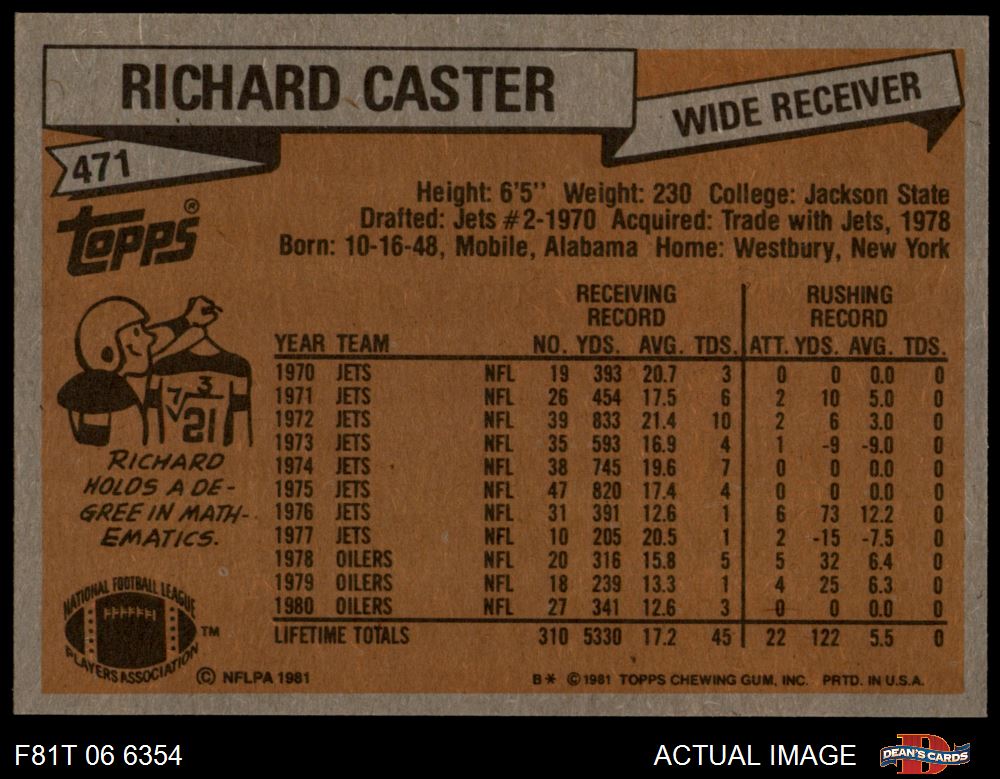 RICHARD CASTER
WIDE RECEIVER
471
Topps®
Height: 6'5'' Weight: 230 College: Jackson State
Drafted: Jets #2-1970 Acquired: Trade with Jets, 1978
Born: 10-16-48, Mobile, Alabama Home: Westbury, New York
7 3
21
RICHARD
HOLDS A DE-
GREE IN MATH-
EMATICS.
RECEIVING RECORD RUSHING RECORD
YEAR TEAM NO. YDS. AVG. TDS. ATT. YDS. AVG. TDS.
1970 JETS NFL 19 393 20.7 3 0 0 0.0 0
1971 JETS NFL 26 454 17.5 6 2 10 5.0 0
1972 JETS NFL 39 833 21.4 10 2 6 3.0 0
1973 JETS NFL 35 593 16.9 4 1 -9 -9.0 0
1974 JETS NFL 38 745 19.6 7 0 0 0.0 0
1975 JETS NFL 47 820 17.4 4 0 0 0.0 0
1976 JETS NFL 31 391 12.6 1 6 73 12.2 0
1977 JETS NFL 10 205 20.5 1 2 -15 -7.5 0
1978 OILERS NFL 20 316 15.8 5 5 32 6.4 0
1979 OILERS NFL 18 239 13.3 1 4 25 6.3 0
1980 OILERS NFL 27 341 12.6 3 0 0 0.0 0
LIFETIME TOTALS 310 5330 17.2 45 22 122 5.5 0
NATIONAL FOOTBALL LEAGUE
PLAYERS ASSOCIATION
TM
© NFLPA 1981
B* © 1981 TOPPS CHEWING GUM, INC. PRTD. IN U.S.A.
F81T 06 6354
ACTUAL IMAGE
D
DEAN'S CARDS